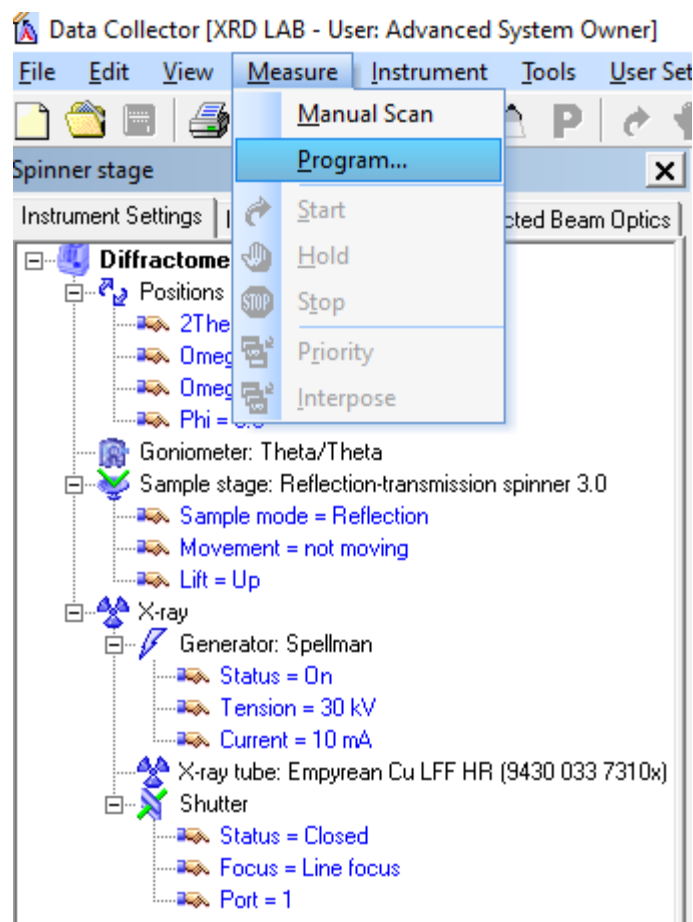 Data Collector [XRD LAB - User: Advanced System Owner]
File Edit View Measure Instrument Tools User Set
Manual Scan
P
Spinner stage
Program...
Instrument Settings
Start
cted Beam Optics
Diffractome
Hold
Positions
STOP Stop
2The
Omeg
Priority
Omeg
Interpose
Phi = 0.0
Goniometer: Theta/Theta
Sample stage: Reflection-transmission spinner 3.0
Sample mode = Reflection
Movement = not moving
Lift = Up
X-ray
Generator: Spellman
Status = On
Tension = 30 kV
Current = 10 mA
X-ray tube: Empyrean Cu LFF HR (9430 033 7310x)
Shutter
Status = Closed
Focus = Line focus
Port = 1